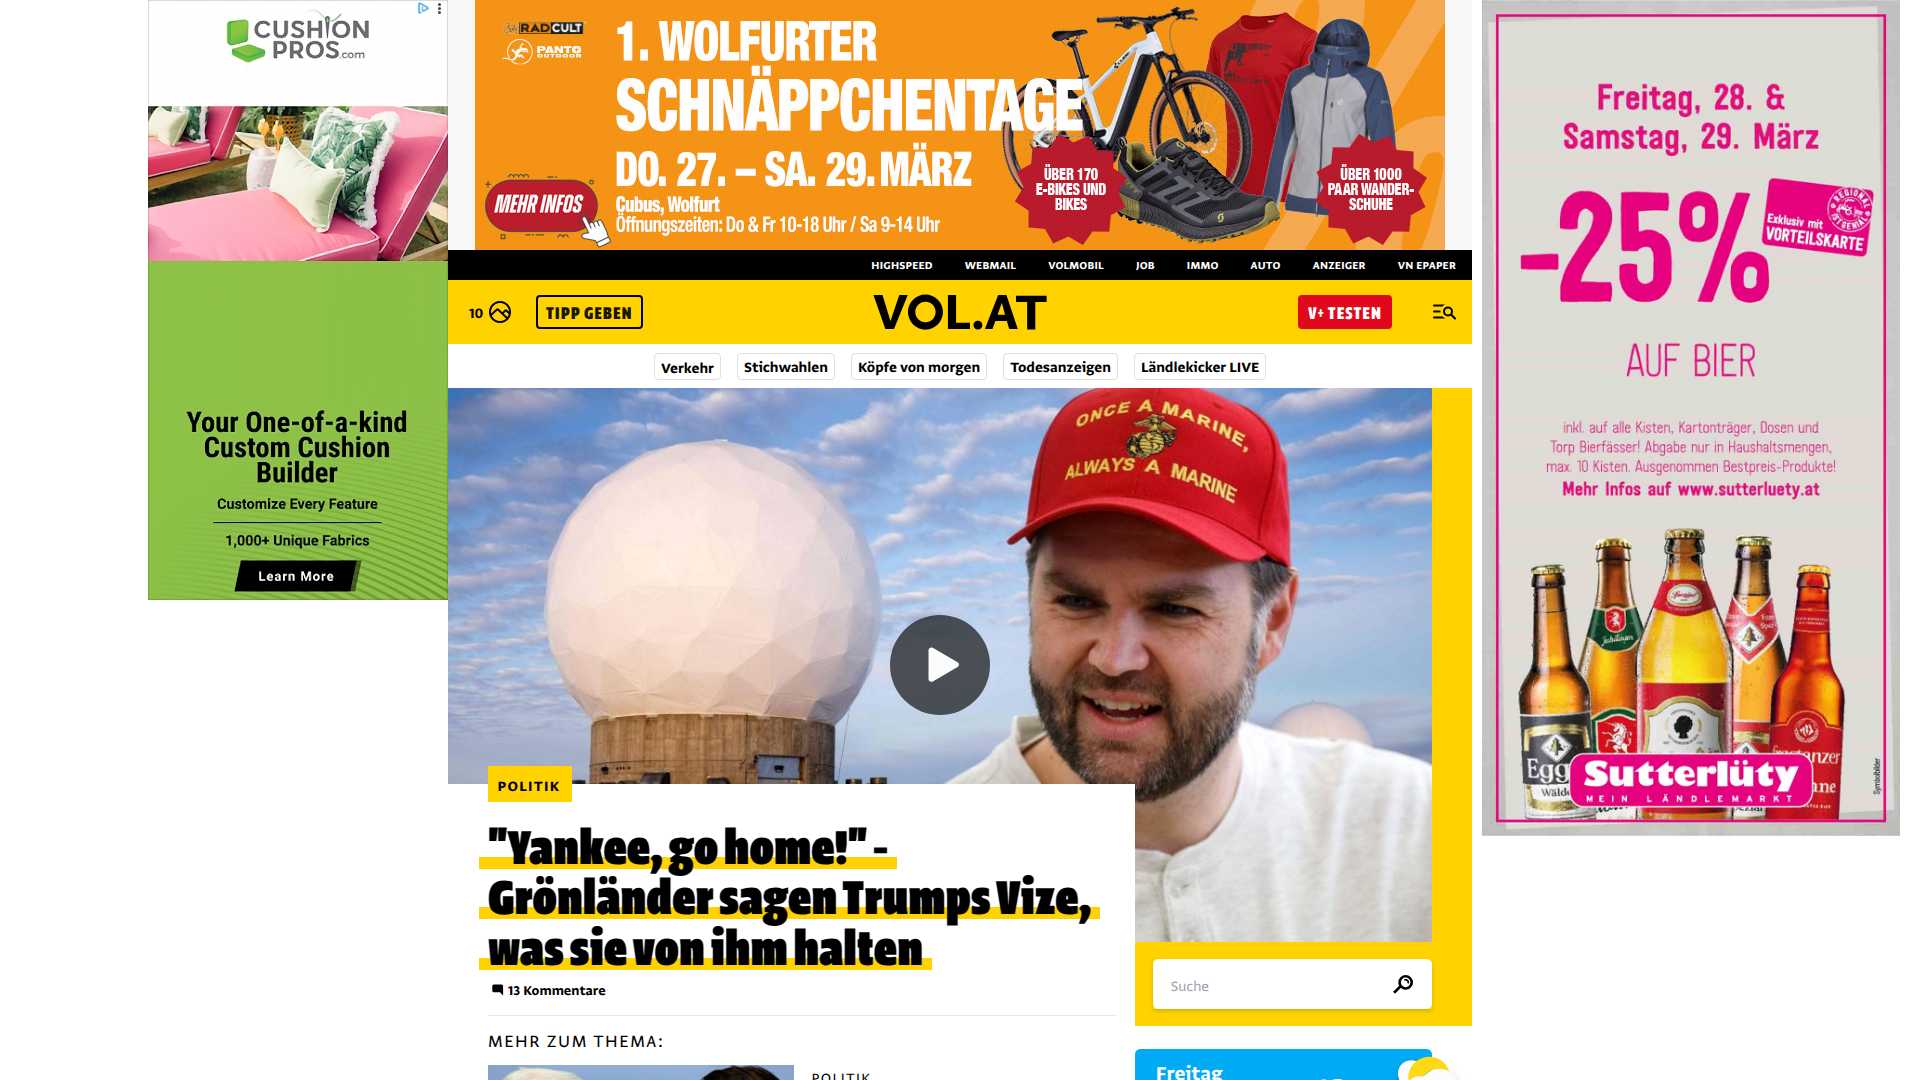 CUSHION
PROS.com
Your One-of-a-kind
Custom Cushion
Builder
Customize Every Feature
1,000+ Unique Fabrics
Learn More
RADCULT
PANTO
OUTDOOR
1. WOLFURTER
SCHNÄPPCHENTAGE
DO. 27. – SA. 29. MÄRZ
MEHR INFOS
Cubus, Wolfurt
Öffnungszeiten: Do & Fr 10-18 Uhr / Sa 9-14 Uhr
ÜBER 170
E-BIKES UND
BIKES
ÜBER 1000
PAAR WANDER-
SCHUHE
HIGHSPEED WEBMAIL VOLMOBIL JOB IMMO AUTO ANZEIGER VN EPAPER
10 TIPP GEBEN VOL.AT V+ TESTEN
Verkehr Stichwahlen Köpfe von morgen Todesanzeigen Ländlekicker LIVE
ONCE A MARINE,
ALWAYS A MARINE
POLITIK
"Yankee, go home!" -
Grönländer sagen Trumps Vize,
was sie von ihm halten
13 Kommentare
MEHR ZUM THEMA:
POLITIK
Suche
Freitag
Freitag, 28. &
Samstag, 29. März
-25%
Exklusiv mit
VORTEILSKARTE
REGIONAL
IST GENIAL
AUF BIER
inkl. auf alle Kisten, Kartonträger, Dosen und
Torp Bierfässer! Abgabe nur in Haushaltsmengen,
max. 10 Kisten. Ausgenommen Bestpreis-Produkte!
Mehr Infos auf www.sutterluety.at
Egg
Sutterlüty
MEIN LÄNDLEMARKT
Symbolbilder